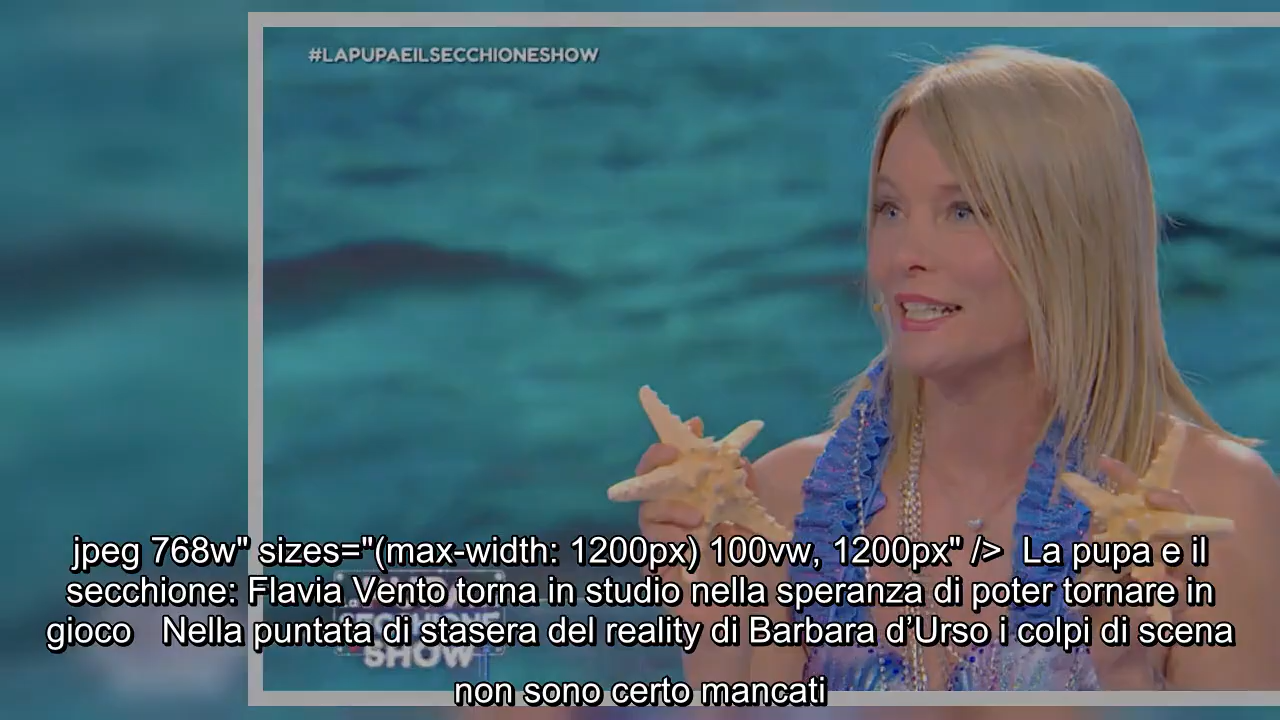 #LAPUPAEILSECCHIONESHOW
jpeg 768w" sizes="(max-width: 1200px) 100vw, 1200px" />  La pupa e il
secchione: Flavia Vento torna in studio nella speranza di poter tornare in
gioco   Nella puntata di stasera del reality di Barbara d’Urso i colpi di scena
SHOW
non sono certo mancati